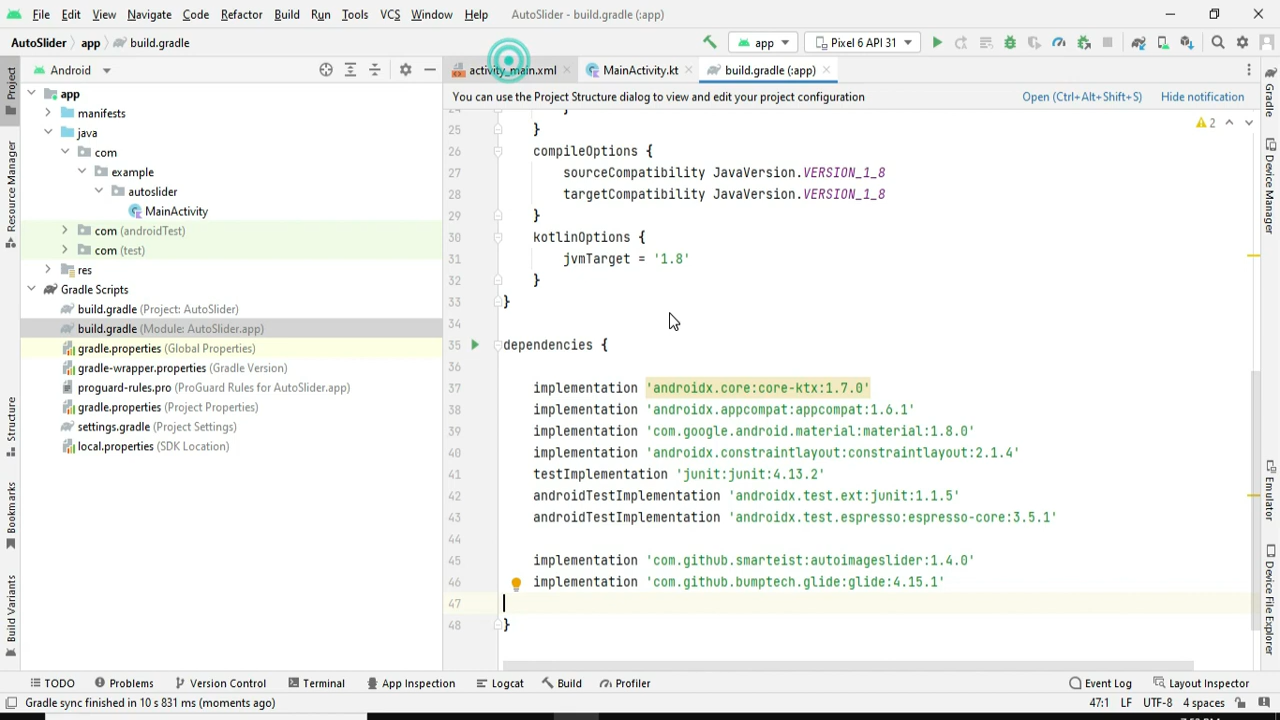 File Edit View Navigate Code Refactor Build Run Tools VCS Window Help AutoSlider - build.gradle (:app)
AutoSlider app build.gradle app Pixel 6 API 31
Project
Resource Manager
Structure
Bookmarks
Build Variants
Android
app
manifests
java
com
example
autoslider
MainActivity
com (androidTest)
com (test)
res
Gradle Scripts
build.gradle (Project: AutoSlider)
build.gradle (Module: AutoSlider.app)
gradle.properties (Global Properties)
gradle-wrapper.properties (Gradle Version)
proguard-rules.pro (ProGuard Rules for AutoSlider.app)
gradle.properties (Project Properties)
settings.gradle (Project Settings)
local.properties (SDK Location)
activity_main.xml MainActivity.kt build.gradle (:app)
You can use the Project Structure dialog to view and edit your project configuration Open (Ctrl+Alt+Shift+S) Hide notification
2
24 }
25 }
26 compileOptions {
27 sourceCompatibility JavaVersion.VERSION_1_8
28 targetCompatibility JavaVersion.VERSION_1_8
29 }
30 kotlinOptions {
31 jvmTarget = '1.8'
32 }
33 }
34
35 dependencies {
36
37 implementation 'androidx.core:core-ktx:1.7.0'
38 implementation 'androidx.appcompat:appcompat:1.6.1'
39 implementation 'com.google.android.material:material:1.8.0'
40 implementation 'androidx.constraintlayout:constraintlayout:2.1.4'
41 testImplementation 'junit:junit:4.13.2'
42 androidTestImplementation 'androidx.test.ext:junit:1.1.5'
43 androidTestImplementation 'androidx.test.espresso:espresso-core:3.5.1'
44
45 implementation 'com.github.smarteist:autoimageslider:1.4.0'
46 implementation 'com.github.bumptech.glide:glide:4.15.1'
47
48 }
Gradle
Device Manager
Emulator
Device File Explorer
TODO Problems Version Control Terminal App Inspection Logcat Build Profiler Event Log Layout Inspector
Gradle sync finished in 10 s 831 ms (moments ago) 47:1 LF UTF-8 4 spaces